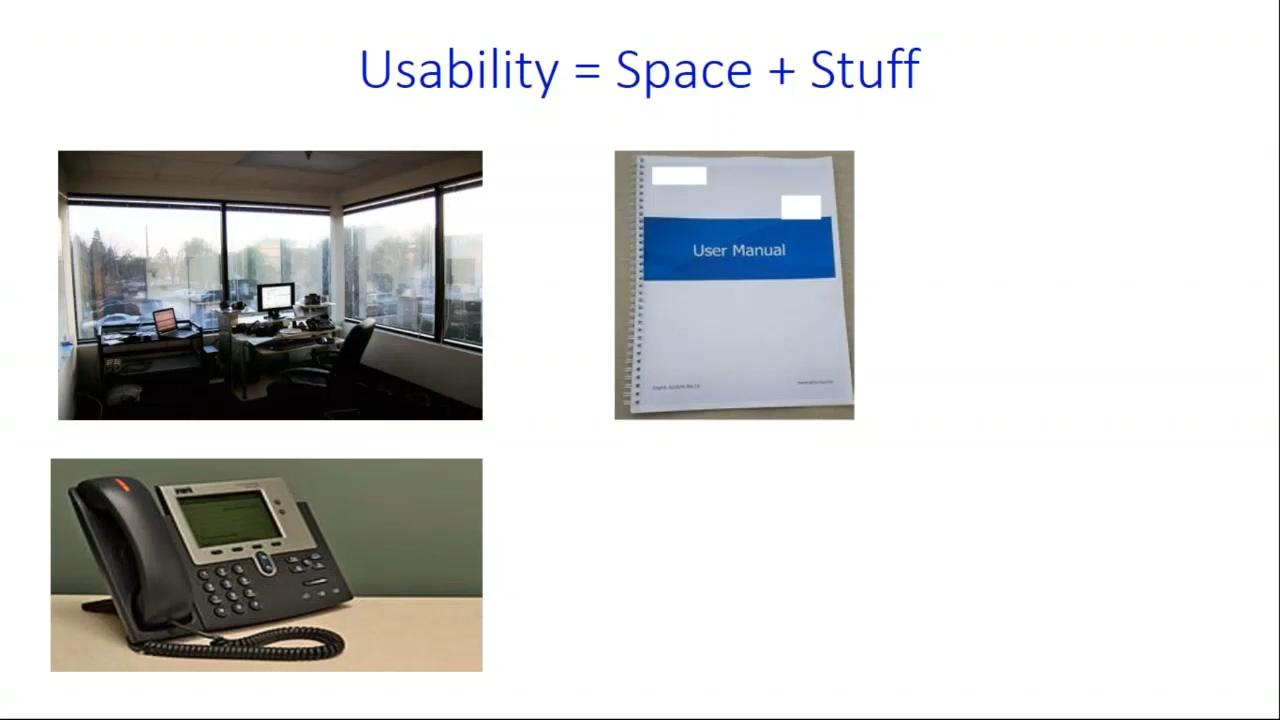 Usability = Space + Stuff
User Manual